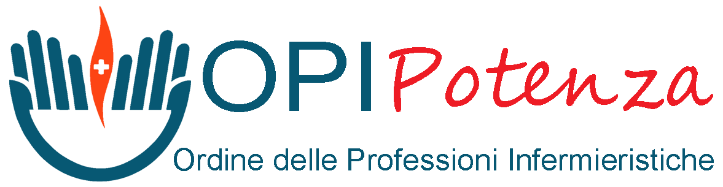 OPI Potenza
Ordine delle Professioni Infermieristiche